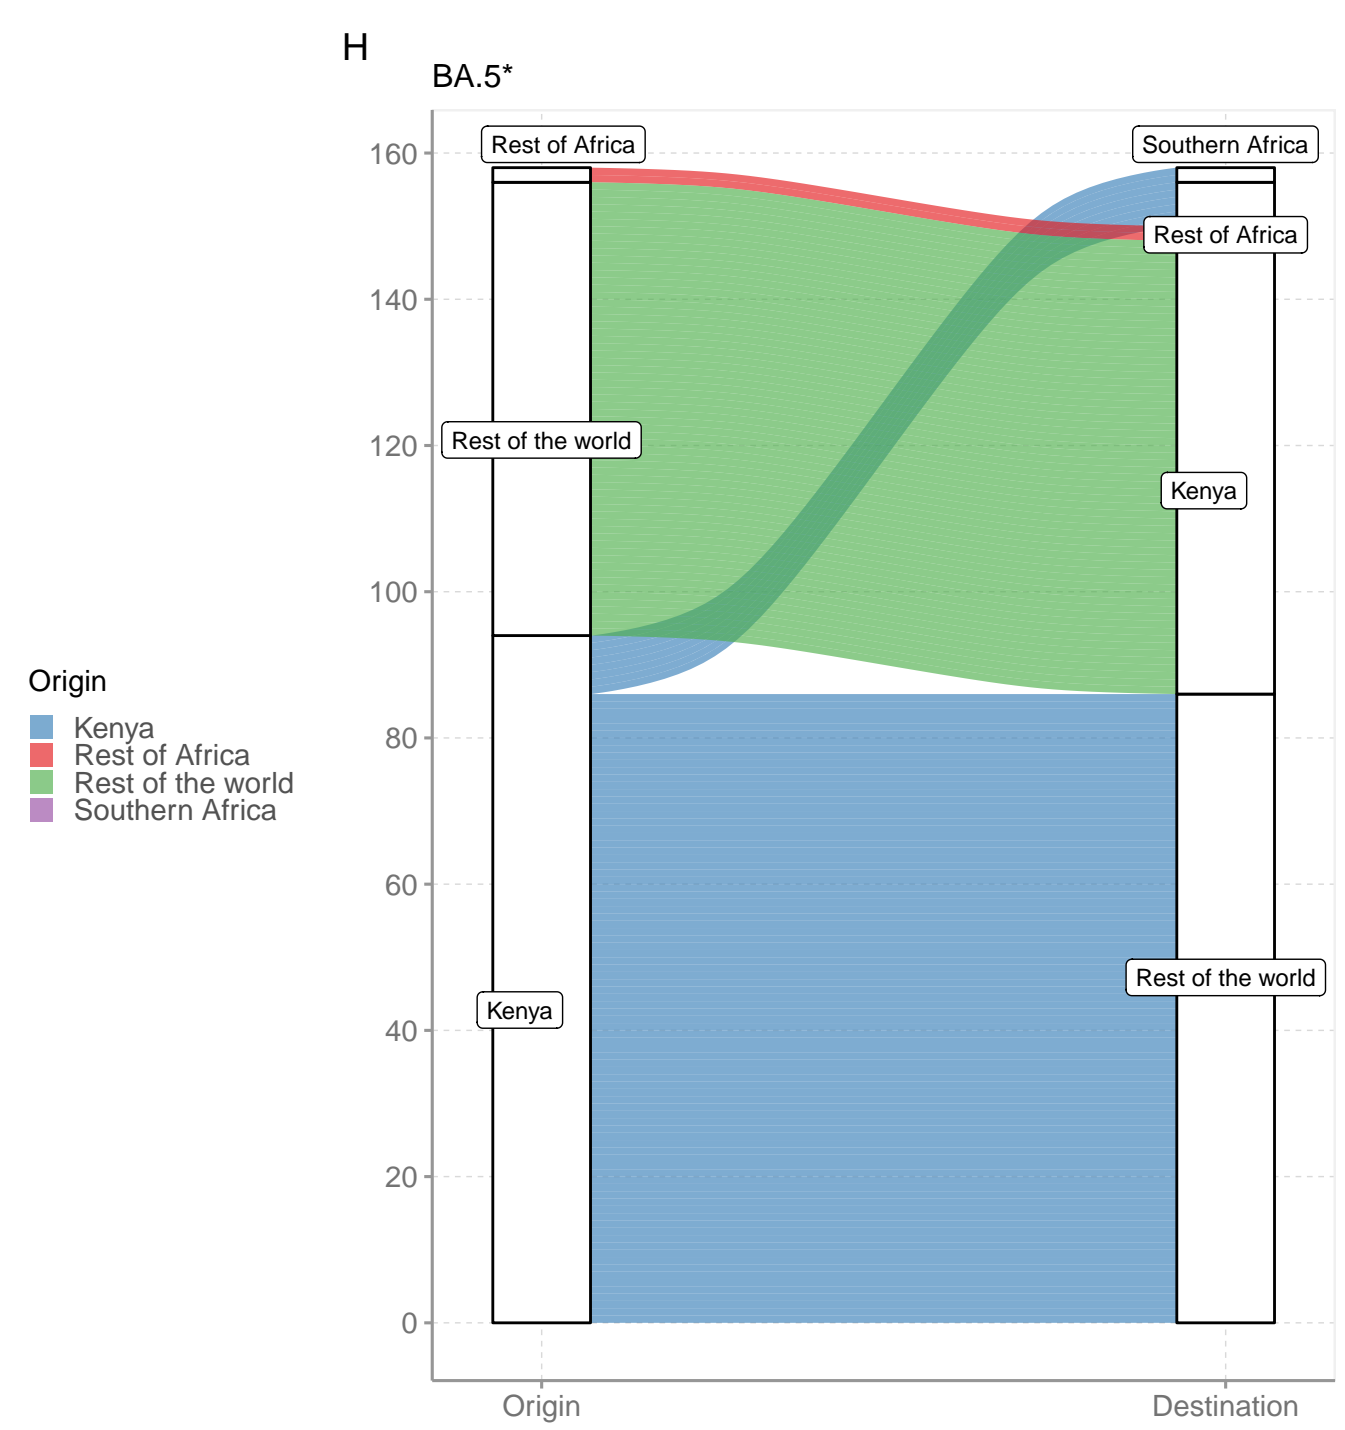 H
BA.5*
160
140
120
100
80
60
40
20
0
Rest of Africa
Rest of the world
Kenya
Southern Africa
Rest of Africa
Kenya
Rest of the world
Origin
Destination
Origin
Kenya
Rest of Africa
Rest of the world
Southern Africa